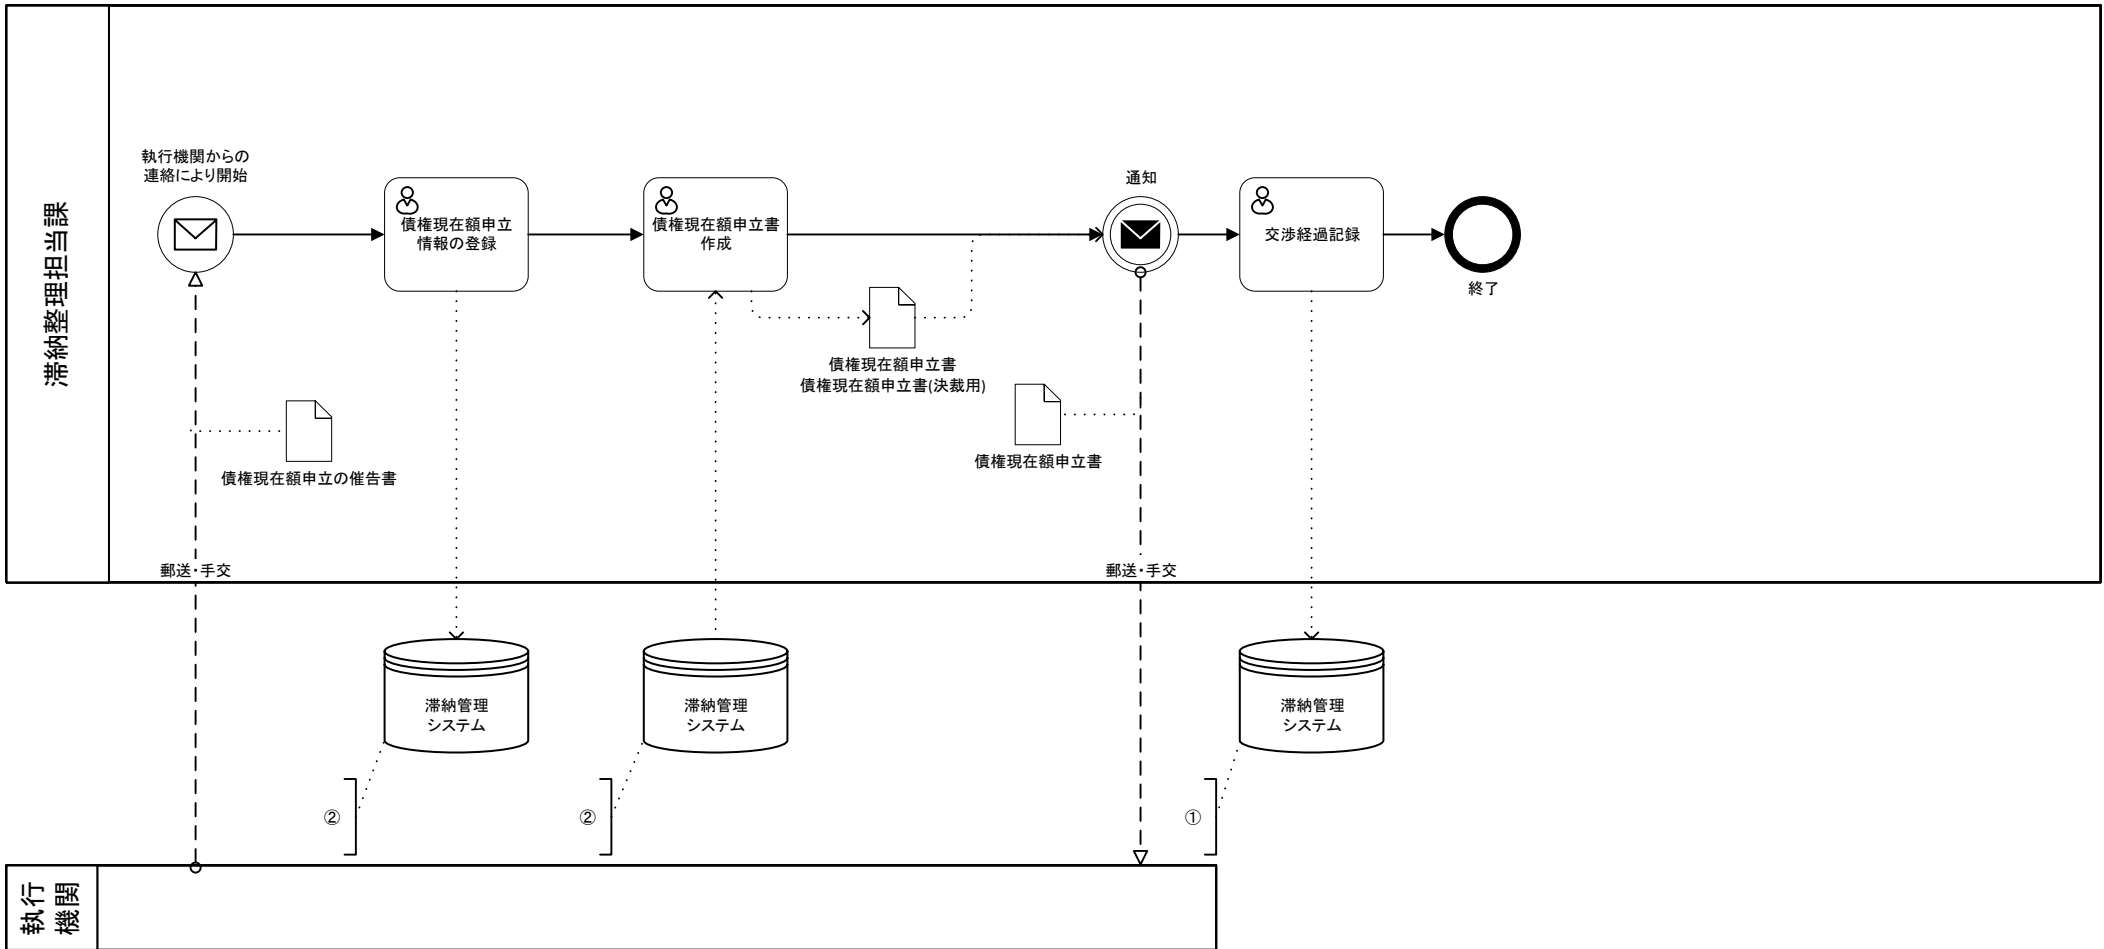 滞納整理担当課
執行機関からの
連絡により開始
債権現在額申立
情報の登録
債権現在額申立書
作成
通知
交渉経過記録
終了
債権現在額申立書
債権現在額申立書(決裁用)
債権現在額申立の催告書
債権現在額申立書
郵送・手交
郵送・手交
滞納管理
システム
滞納管理
システム
滞納管理
システム
②
②
①
執行
機関